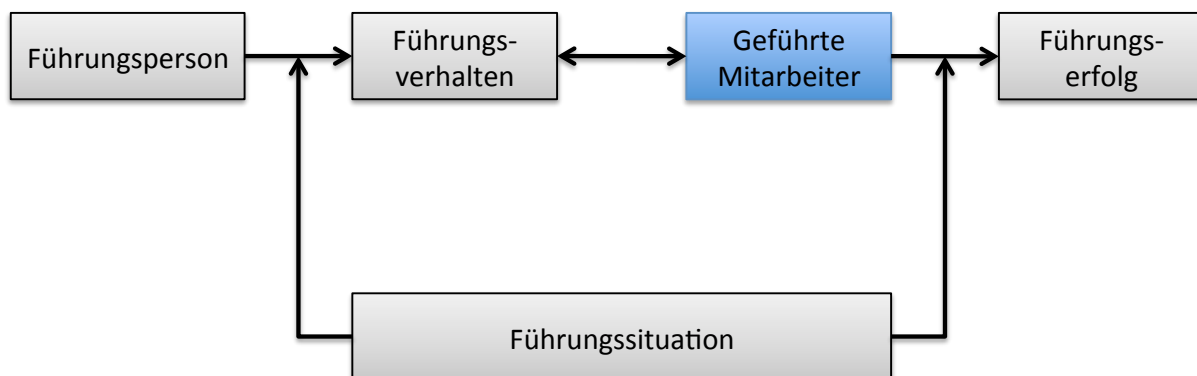 Führungsperson
Führungs-
verhalten
Geführte
Mitarbeiter
Führungs-
erfolg
Führungssituation